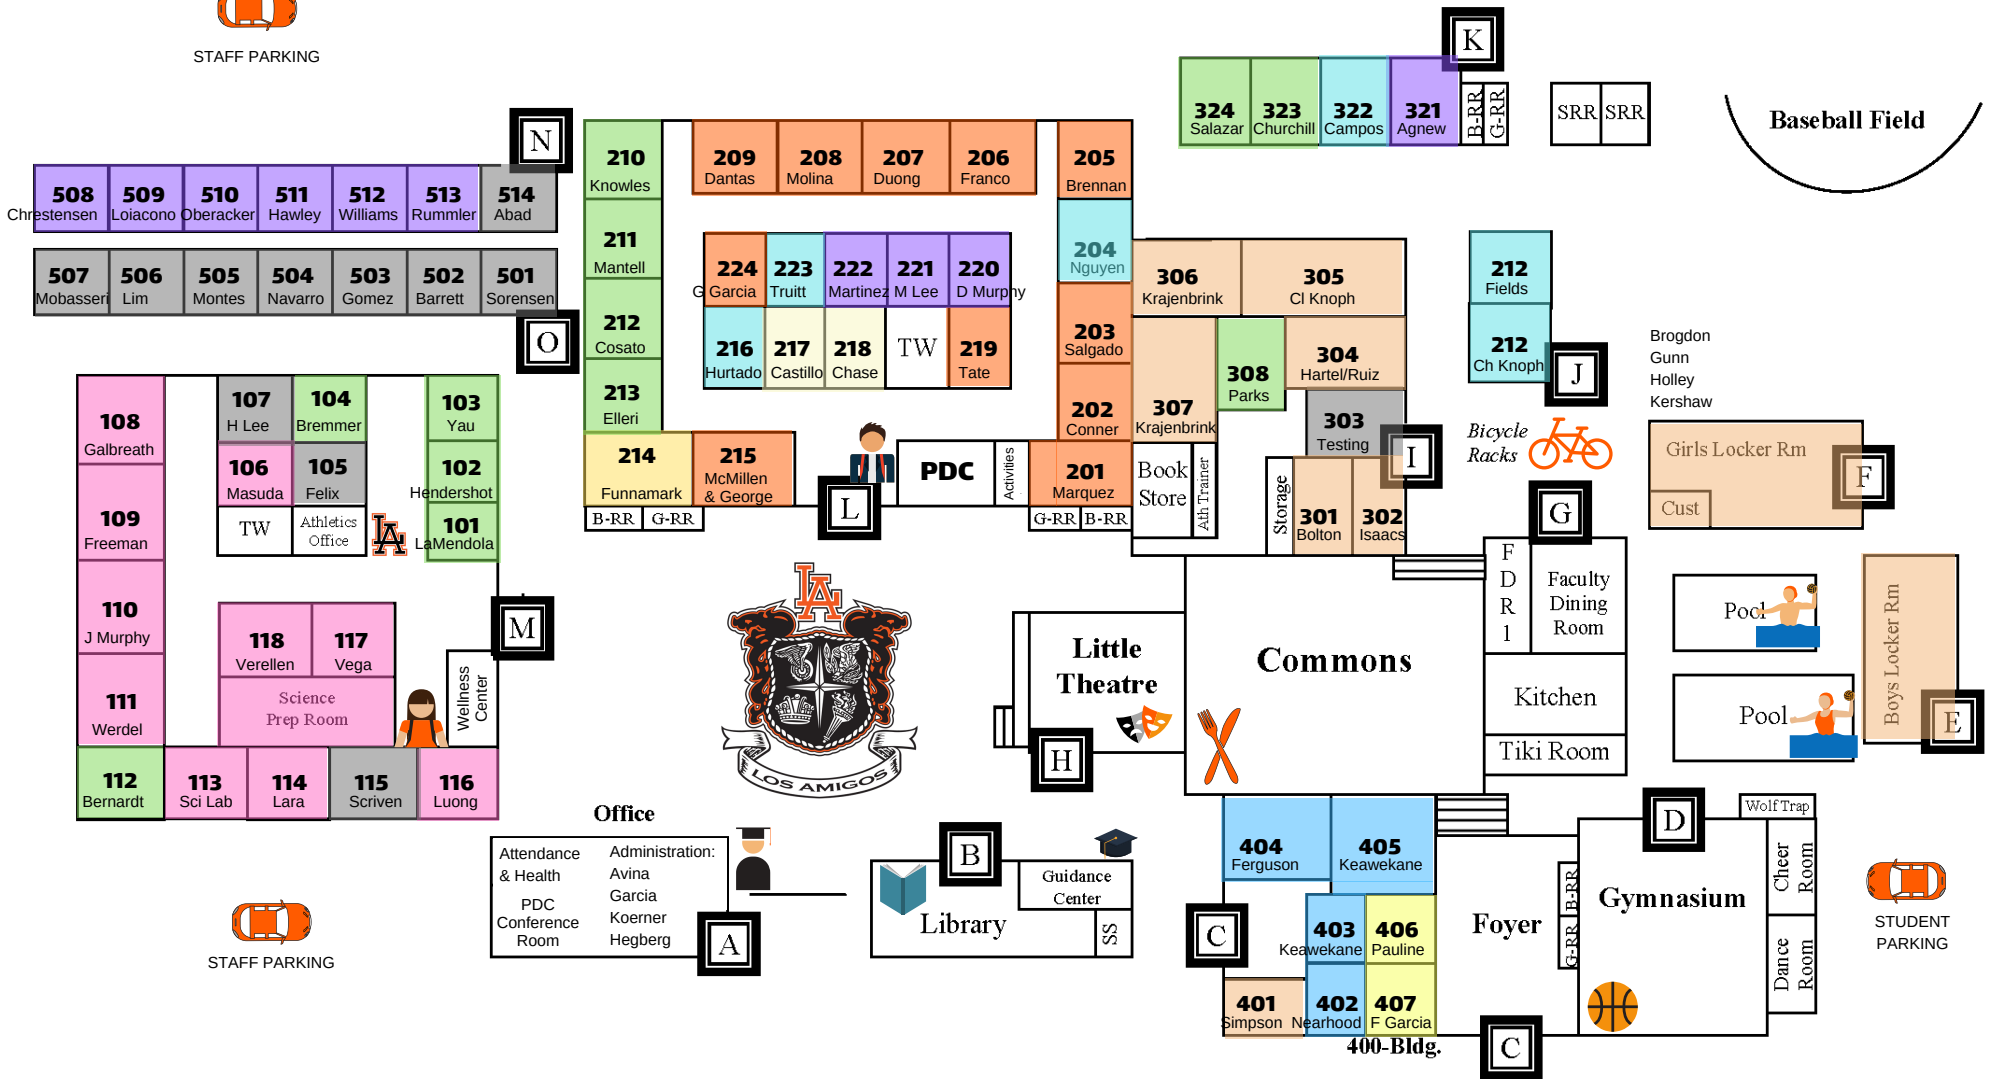 STAFF PARKING
K
324
Salazar
323
Churchill
322
Campos
321
Agnew
B-RR
G-RR
SRR
SRR
Baseball Field
N
508
Chrestensen
509
Loiacono
510
Oberacker
511
Hawley
512
Williams
513
Rummler
514
Abad
507
Mobasseri
506
Lim
505
Montes
504
Navarro
503
Gomez
502
Barrett
501
Sorensen
O
210
Knowles
209
Dantas
208
Molina
207
Duong
206
Franco
205
Brennan
211
Mantell
204
Nguyen
224
G Garcia
223
Truitt
222
Martinez
221
M Lee
220
D Murphy
212
Cosato
216
Hurtado
217
Castillo
218
Chase
TW
219
Tate
203
Salgado
213
Elleri
202
Conner
214
Funnamark
215
McMillen
& George
L
PDC
Activities
201
Marquez
B-RR
G-RR
G-RR
B-RR
306
Krajenbrink
305
Cl Knoph
307
Krajenbrink
308
Parks
304
Hartel/Ruiz
303
Testing
I
Book
Store
Ath Trainer
Storage
301
Bolton
302
Isaacs
212
Fields
212
Ch Knoph
J
Bicycle
Racks
Brogdon
Gunn
Holley
Kershaw
Girls Locker Rm
Cust
F
G
108
Galbreath
107
H Lee
104
Bremmer
103
Yau
106
Masuda
105
Felix
102
Hendershot
109
Freeman
TW
Athletics
Office
LA
101
LaMendola
110
J Murphy
M
118
Verellen
117
Vega
Science
Prep Room
Wellness
Center
111
Werdel
112
Bernardt
113
Sci Lab
114
Lara
115
Scriven
116
Luong
LA
LOS AMIGOS
Little
Theatre
H
Commons
F
D
R
1
Faculty
Dining
Room
Kitchen
Tiki Room
Pool
Pool
Boys Locker Rm
E
Office
Attendance
& Health
PDC
Conference
Room
Administration:
Avina
Garcia
Koerner
Hegberg
A
B
Library
Guidance
Center
SS
404
Ferguson
405
Keawekane
C
403
Keawekane
406
Pauline
401
Simpson
402
Nearhood
407
F Garcia
400-Bldg.
C
Foyer
B-RR
G-RR
D
Gymnasium
Wolf Trap
Cheer
Room
Dance
Room
STUDENT
PARKING
STAFF PARKING